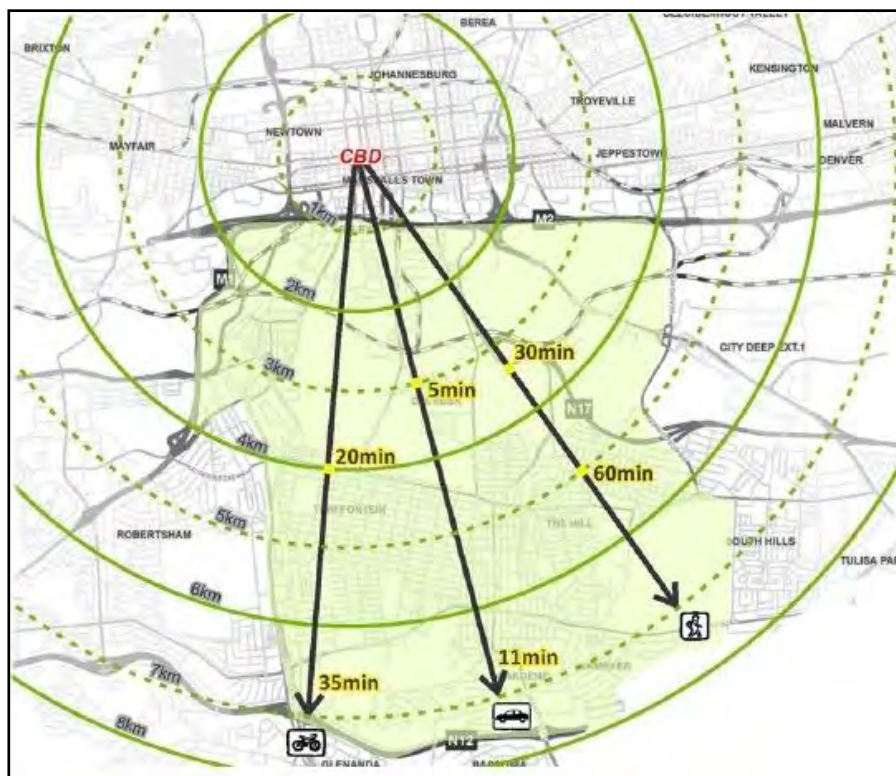 BEREA
BRIXTON
JOHANNESBURG
KENSINGTON
TROYEVILLE
NEWTOWN
MALVERN
MAYFAIR
CBD
JEPPESTOWN
DENVER
1km
M2
M1
2km
30min
CITY DEEP EXT.1
3km
5min
N17
4km
20min
60min
5km
THE HILL
ROBERTSHAM
SOUTH HILLS
6km
7km
35min
11min
8km
N12
GLENANDA